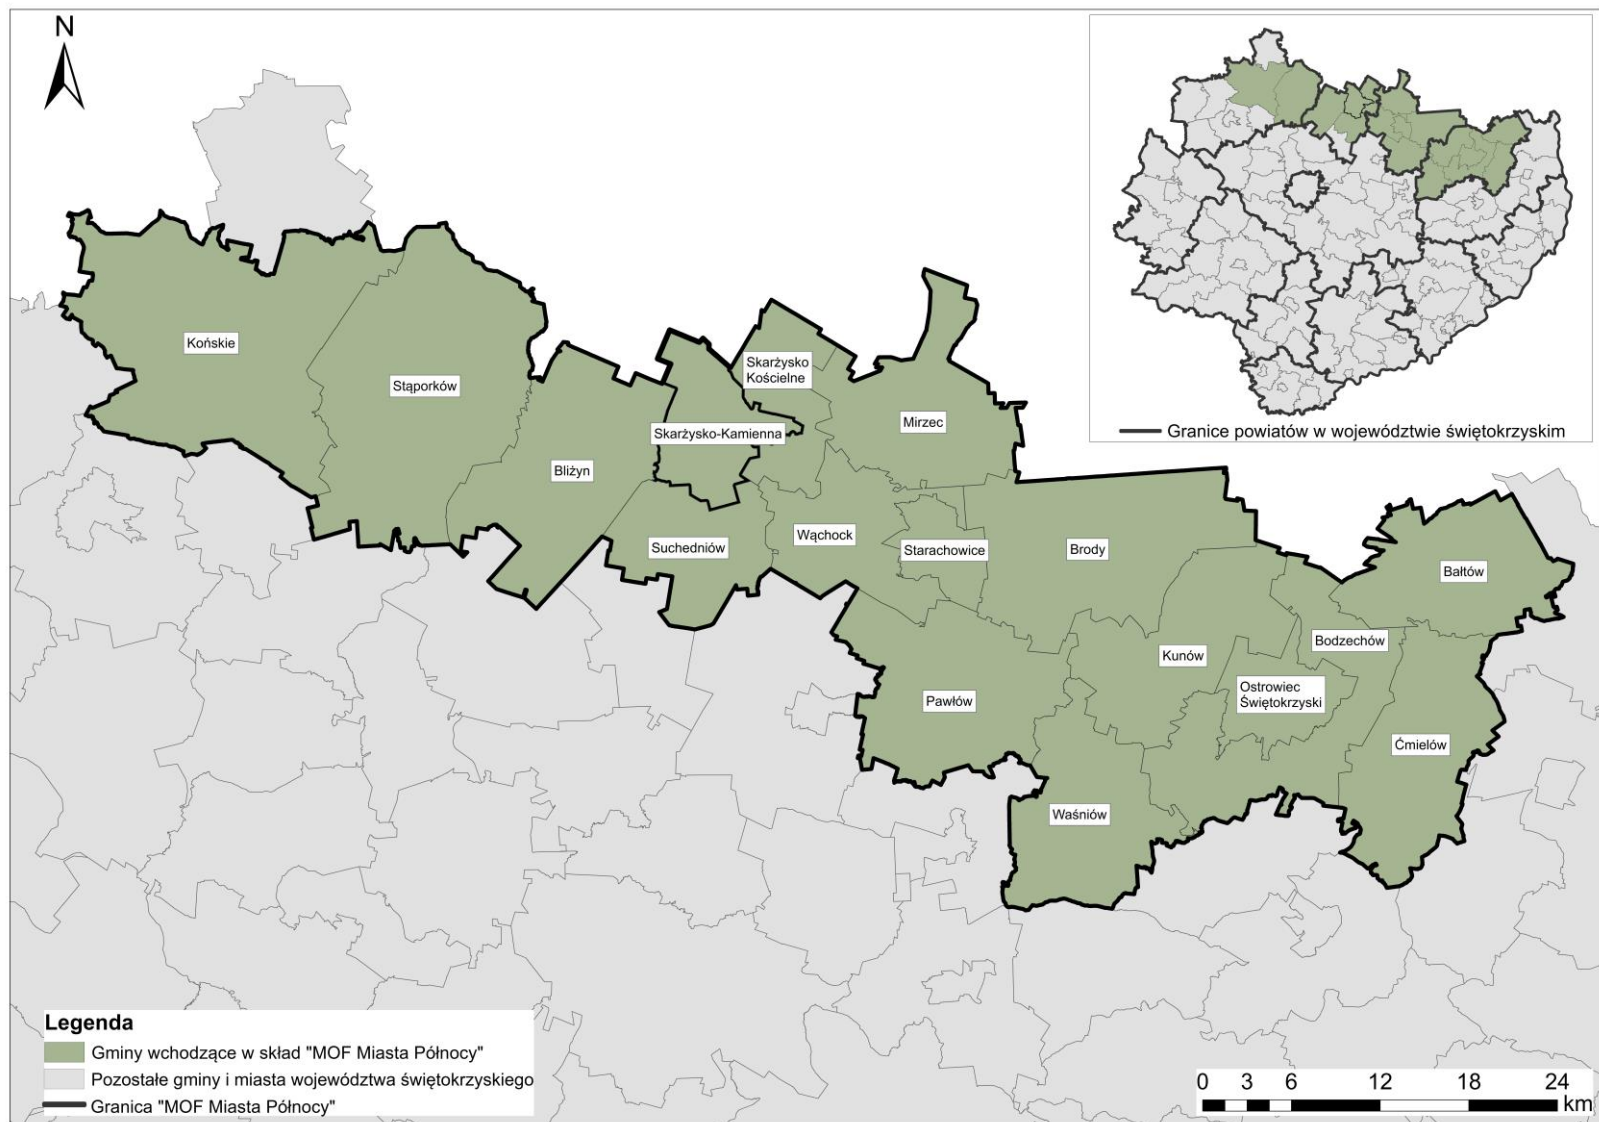 N
Granice powiatów w województwie świętokrzyskim
Końskie
Stąporków
Skarżysko
Kościelne
Mirzec
Skarżysko-Kamienna
Bliżyn
Suchedniów
Wąchock
Starachowice
Brody
Bałtów
Bodzechów
Kunów
Ostrowiec
Świętokrzyski
Pawłów
Ćmielów
Waśniów
Legenda
Gminy wchodzące w skład "MOF Miasta Północy"
Pozostałe gminy i miasta województwa świętokrzyskiego
Granica "MOF Miasta Północy"
0 3 6 12 18 24
km